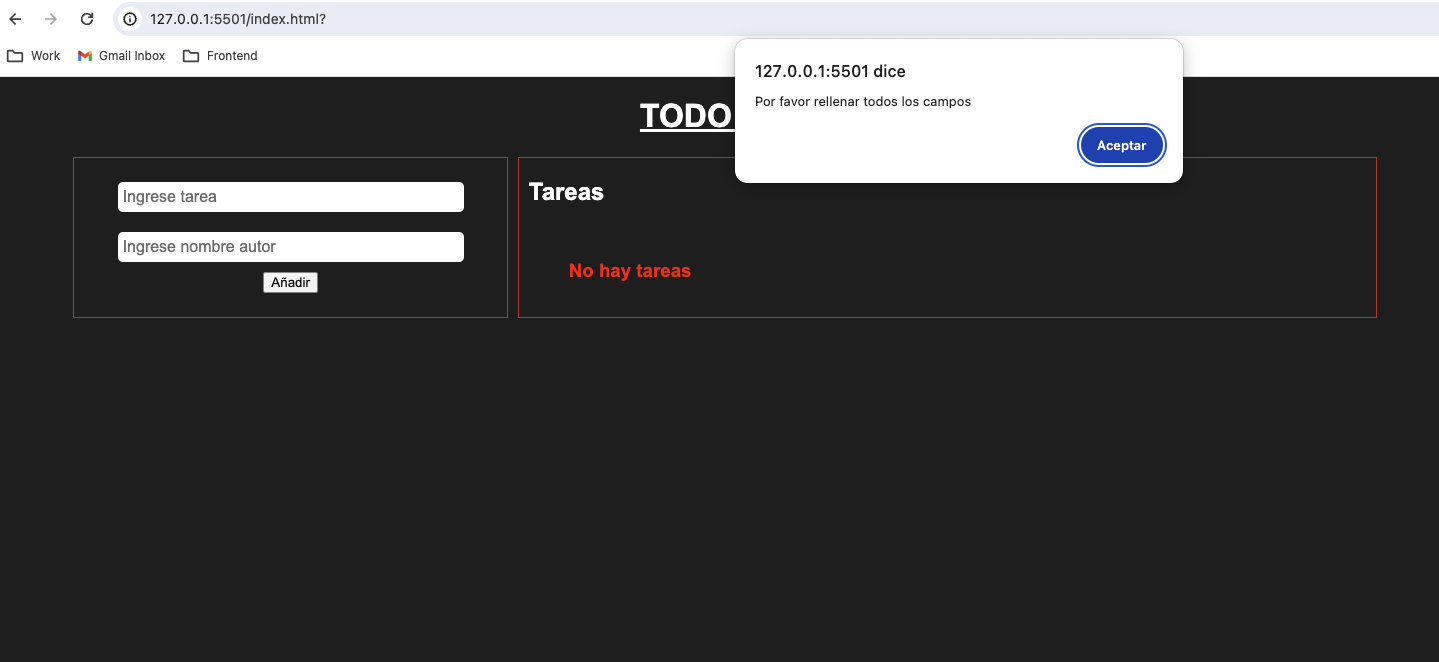 127.0.0.1:5501/index.html?
Work
Gmail Inbox
Frontend
127.0.0.1:5501 dice
Por favor rellenar todos los campos
Aceptar
TODO
Ingrese tarea
Ingrese nombre autor
Añadir
Tareas
No hay tareas